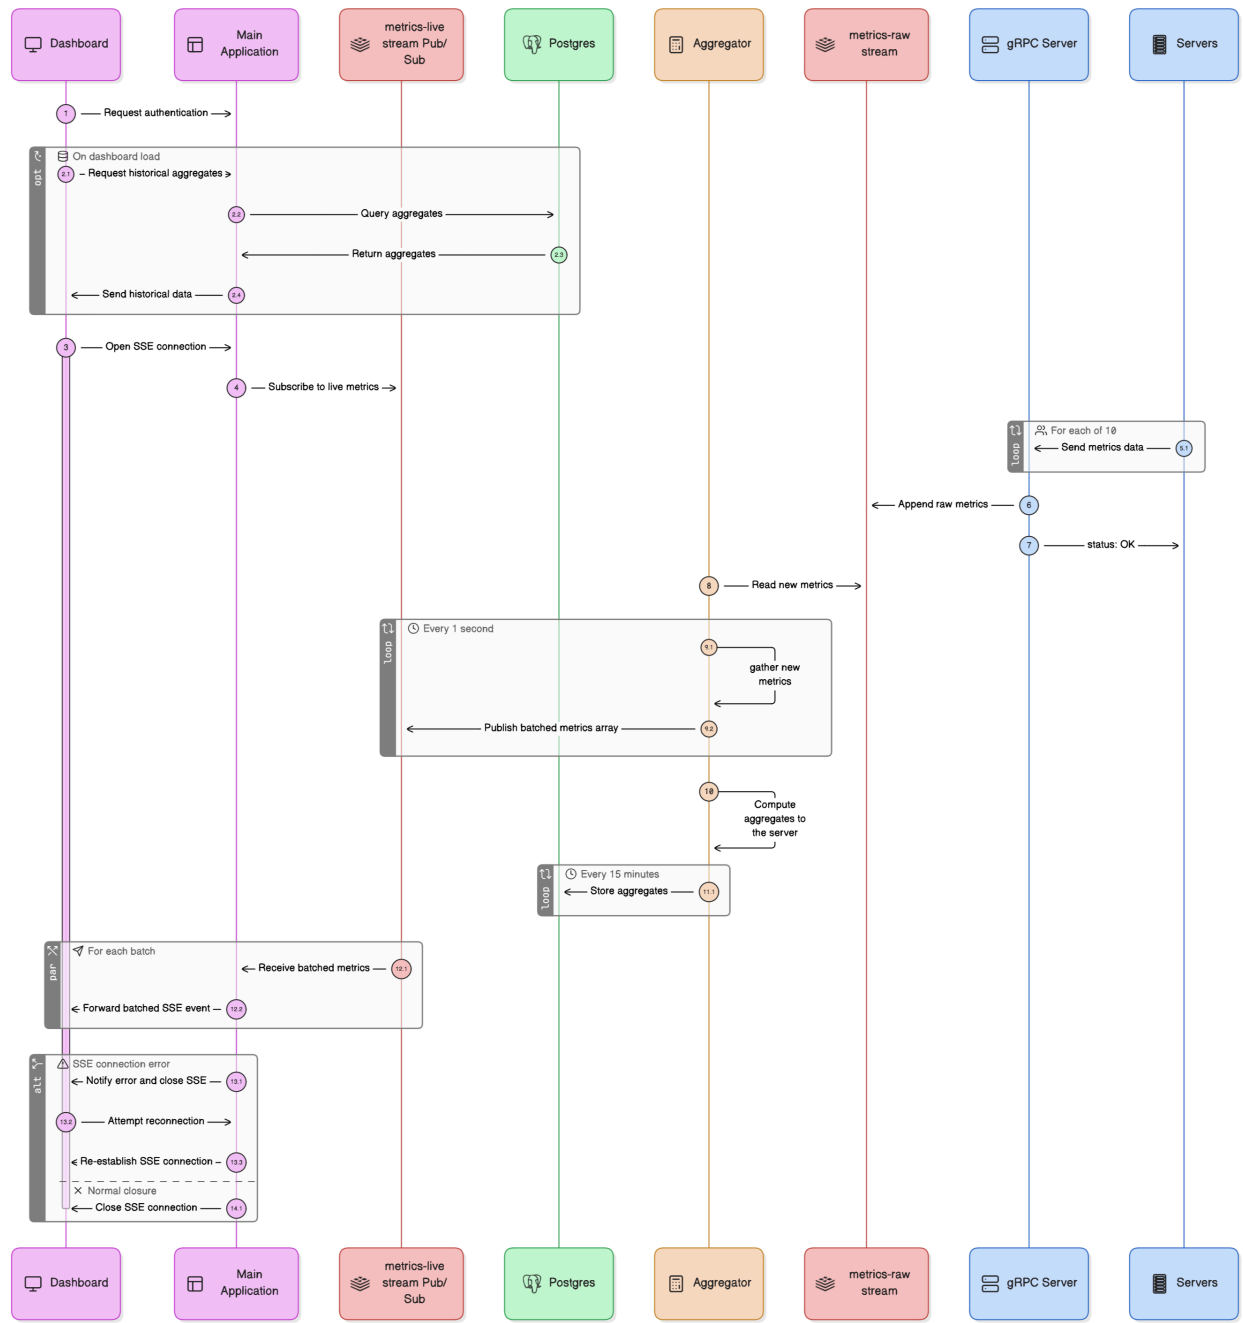 Dashboard
Main
Application
metrics-live
stream Pub/
Sub
Postgres
Aggregator
metrics-raw
stream
gRPC Server
Servers
1
Request authentication
opt
On dashboard load
2.1
Request historical aggregates
2.2
Query aggregates
Return aggregates
2.3
Send historical data
2.4
3
Open SSE connection
4
Subscribe to live metrics
loop
For each of 10
Send metrics data
5.1
Append raw metrics
6
7
status: OK
8
Read new metrics
loop
Every 1 second
9.1
gather new
metrics
Publish batched metrics array
9.2
10
Compute
aggregates to
the server
loop
Every 15 minutes
Store aggregates
11.1
par
For each batch
Receive batched metrics
12.1
Forward batched SSE event
12.2
alt
SSE connection error
Notify error and close SSE
13.1
13.2
Attempt reconnection
Re-establish SSE connection
13.3
Normal closure
Close SSE connection
14.1
Dashboard
Main
Application
metrics-live
stream Pub/
Sub
Postgres
Aggregator
metrics-raw
stream
gRPC Server
Servers